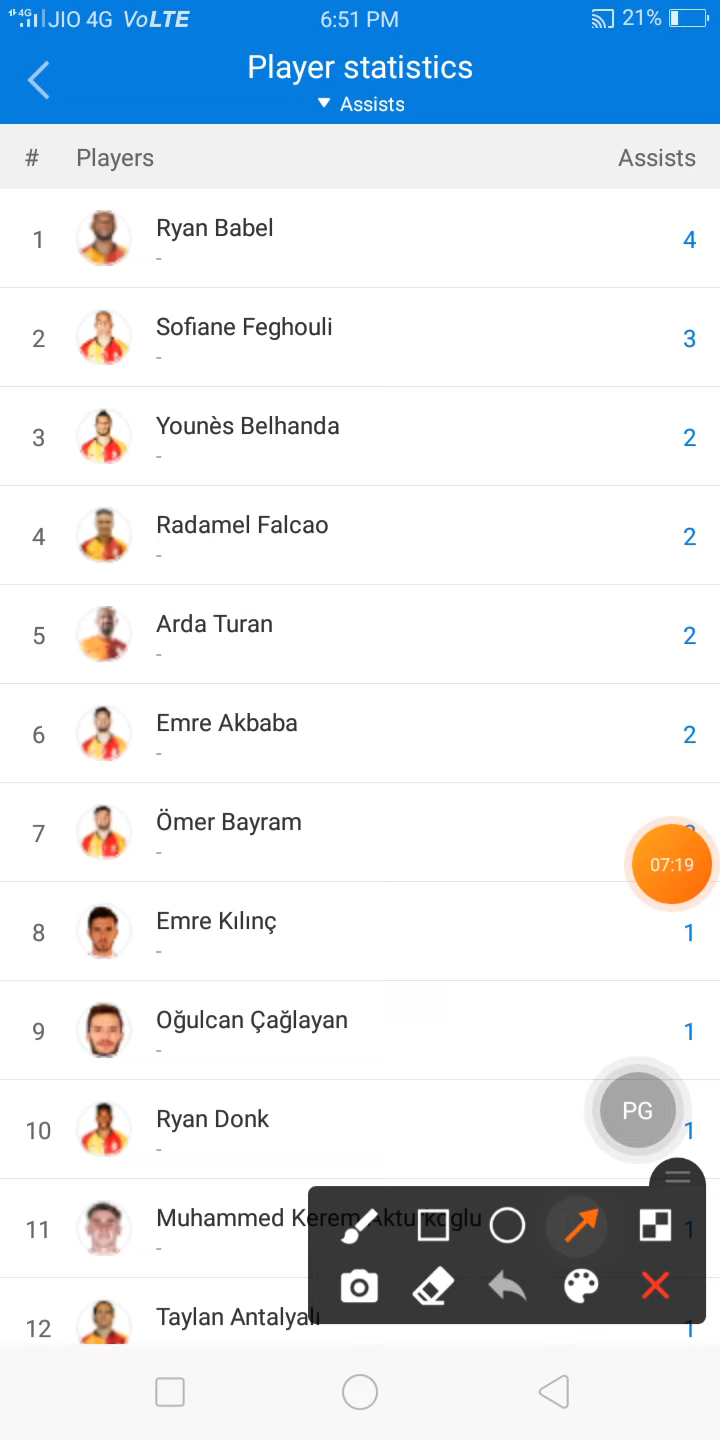 4G JIO 4G VoLTE 6:51 PM 21%
Player statistics
▼ Assists
# Players Assists
1 Ryan Babel 4
-
2 Sofiane Feghouli 3
-
3 Younès Belhanda 2
-
4 Radamel Falcao 2
-
5 Arda Turan 2
-
6 Emre Akbaba 2
-
7 Ömer Bayram
-
07:19
8 Emre Kılınç 1
-
9 Oğulcan Çağlayan 1
-
10 Ryan Donk 1
-
PG
11 Muhammed Kerem 1
-
12 Taylan Antalyalı 1